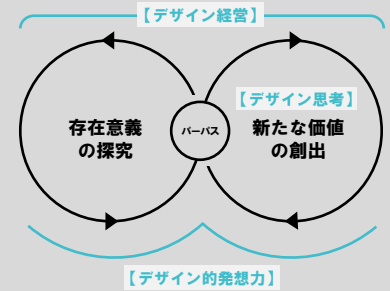 【デザイン経営】
存在意義
の探究
パーパス
【デザイン思考】
新たな価値
の創出
【デザイン的発想力】